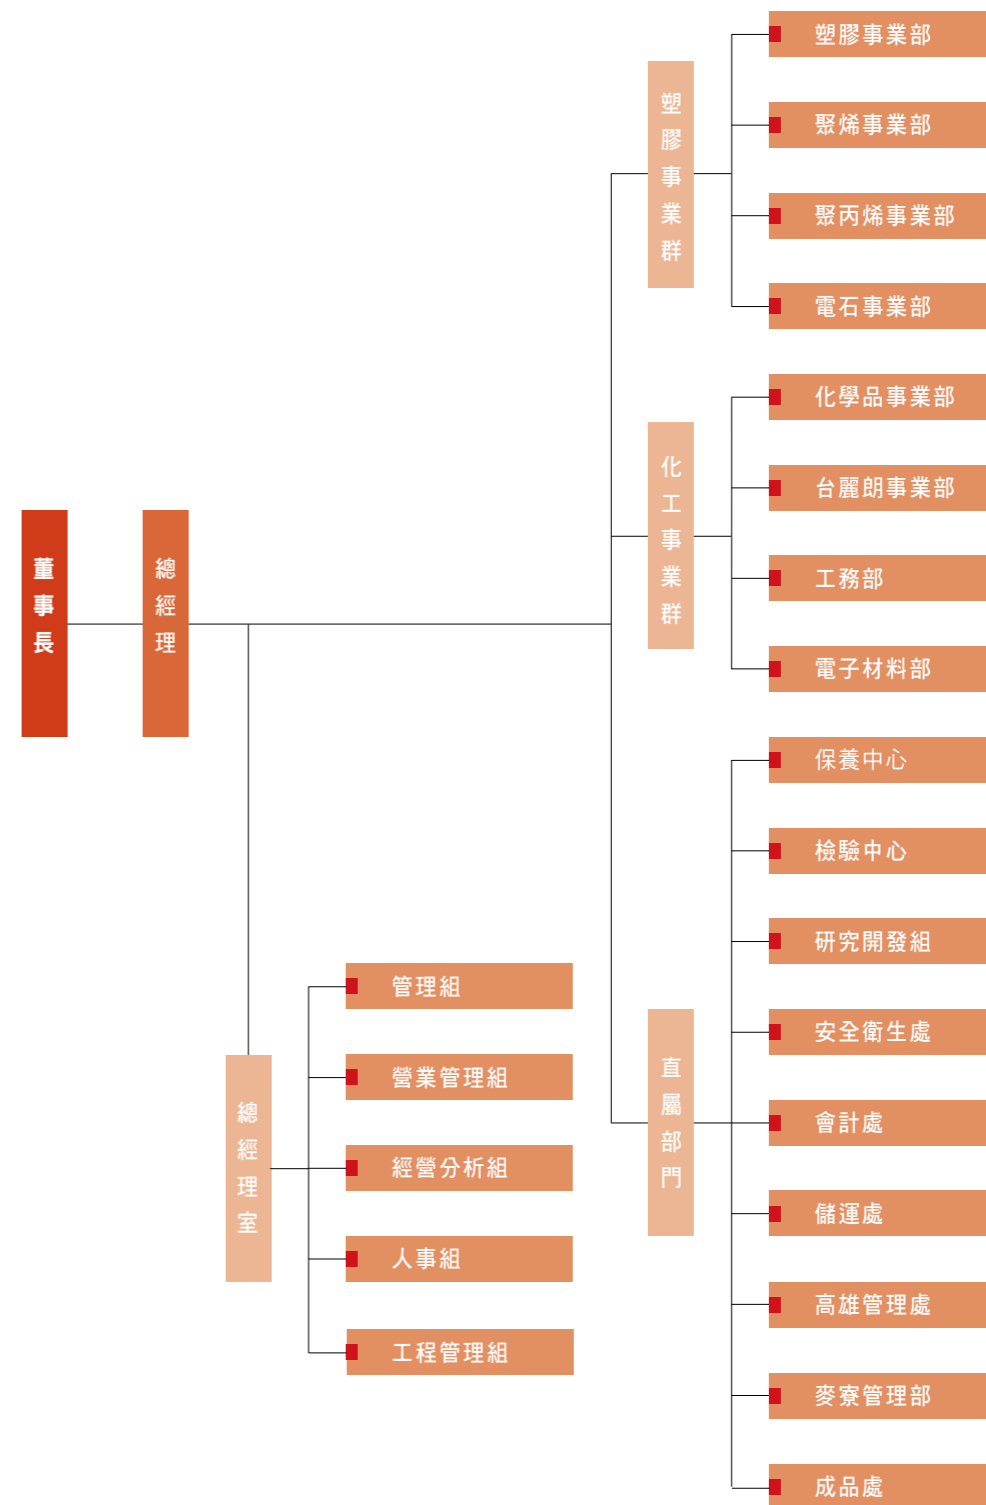 董事長
總經理
塑膠事業群
塑膠事業部
聚烯事業部
聚丙烯事業部
電石事業部
化工事業群
化學品事業部
台麗朗事業部
工務部
電子材料部
直屬部門
保養中心
檢驗中心
研究開發組
安全衛生處
會計處
儲運處
高雄管理處
麥寮管理部
成品處
總經理室
管理組
營業管理組
經營分析組
人事組
工程管理組